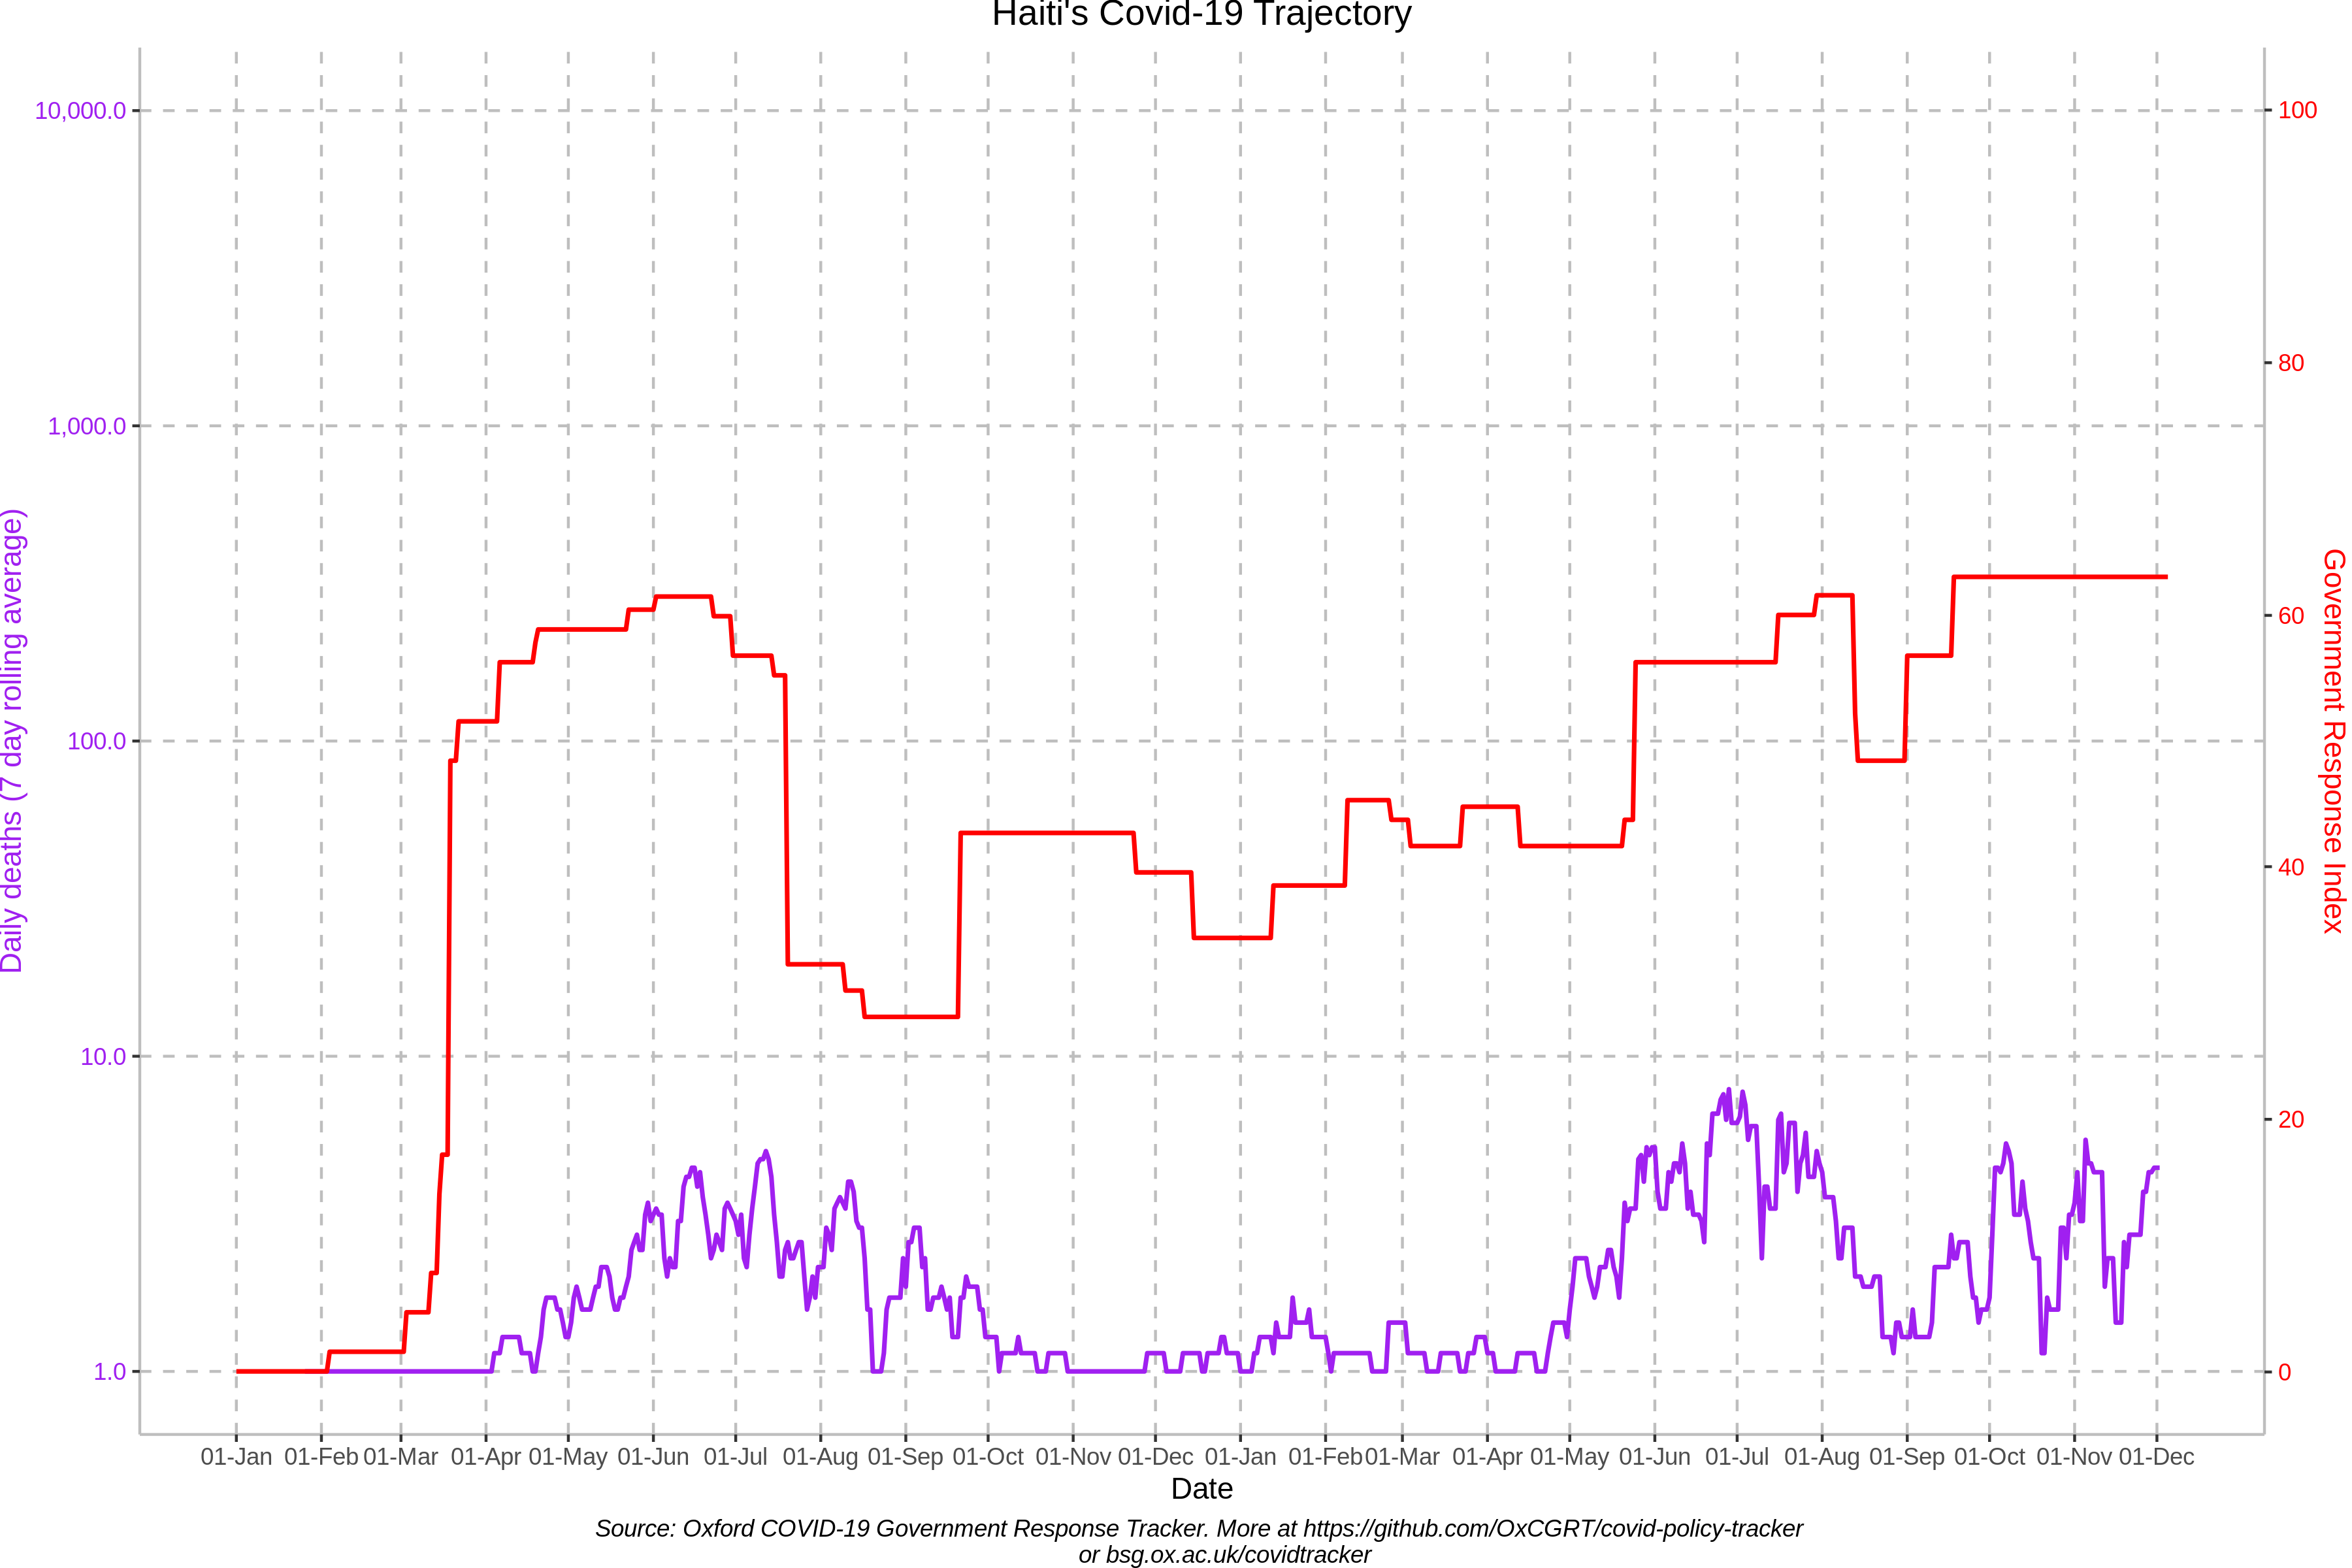 Haiti's Covid-19 Trajectory
10,000.0
1,000.0
100.0
10.0
1.0
Daily deaths (7 day rolling average)
100
80
60
40
20
0
Government Response Index
01-Jan 01-Feb 01-Mar 01-Apr 01-May 01-Jun 01-Jul 01-Aug 01-Sep 01-Oct 01-Nov 01-Dec 01-Jan 01-Feb 01-Mar 01-Apr 01-May 01-Jun 01-Jul 01-Aug 01-Sep 01-Oct 01-Nov 01-Dec
Date
Source: Oxford COVID-19 Government Response Tracker. More at https://github.com/OxCGRT/covid-policy-tracker
or bsg.ox.ac.uk/covidtracker